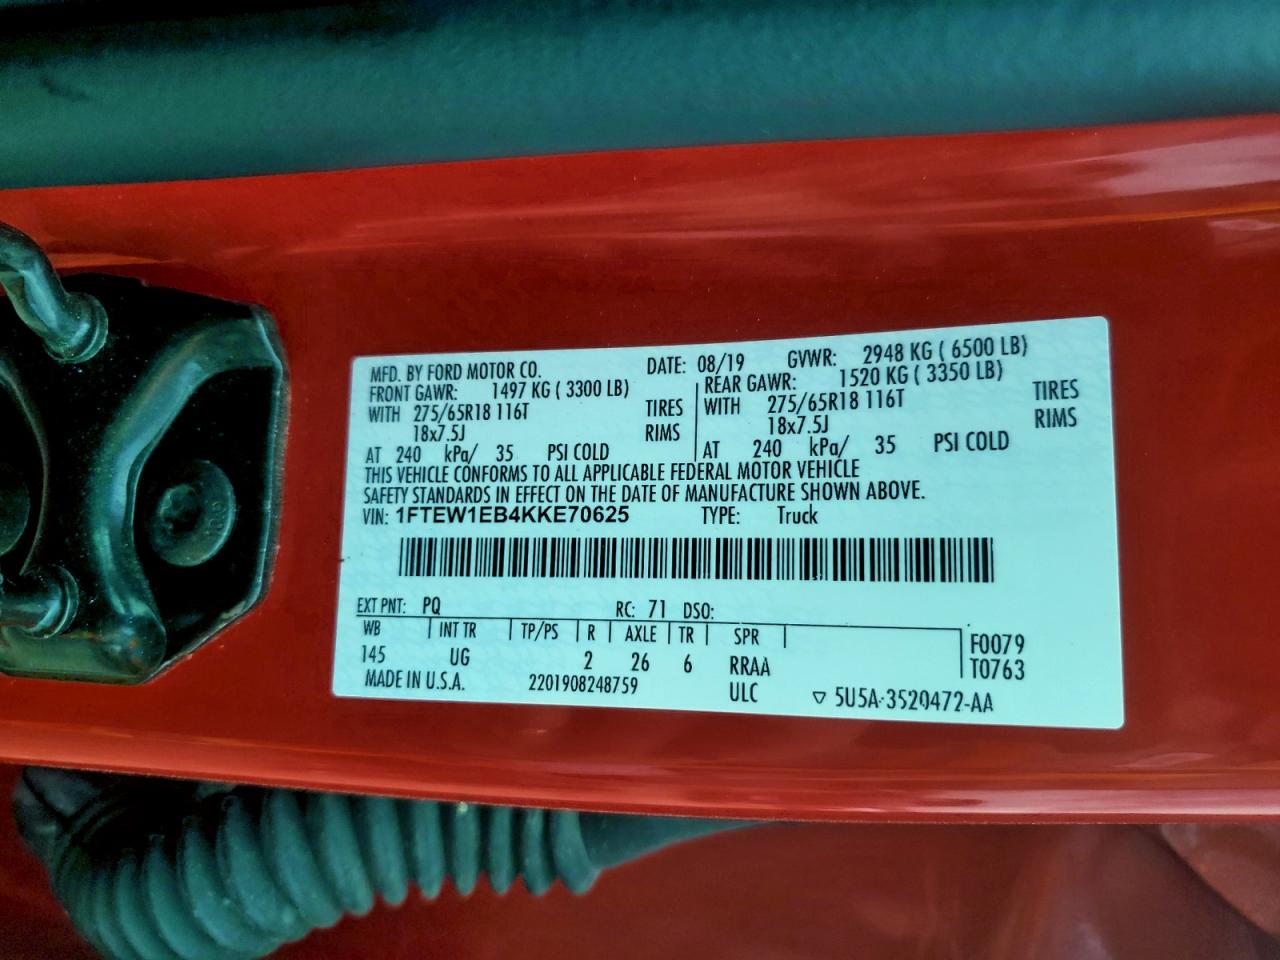 MFD. BY FORD MOTOR CO. DATE: 08/19 GVWR: 2948 KG ( 6500 LB)
FRONT GAWR: 1497 KG ( 3300 LB) REAR GAWR: 1520 KG ( 3350 LB)
WITH 275/65R18 116T TIRES WITH 275/65R18 116T TIRES
18x7.5J RIMS 18x7.5J RIMS
AT 240 kPa/ 35 PSI COLD AT 240 kPa/ 35 PSI COLD
THIS VEHICLE CONFORMS TO ALL APPLICABLE FEDERAL MOTOR VEHICLE
SAFETY STANDARDS IN EFFECT ON THE DATE OF MANUFACTURE SHOWN ABOVE.
VIN: 1FTEW1EB4KKE70625 TYPE: Truck
EXT PNT: PQ RC: 71 DSO:
WB INT TR TP/PS R AXLE TR SPR F0079
145 UG 2 26 6 RRAA T0763
MADE IN U.S.A. 2201908248759 ULC ▽ 5U5A-3520472-AA